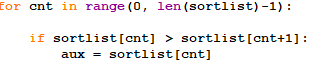 for cnt in range(0, len(sortlist)-1):
if sortlist[cnt] > sortlist[cnt+1]:
aux = sortlist[cnt]